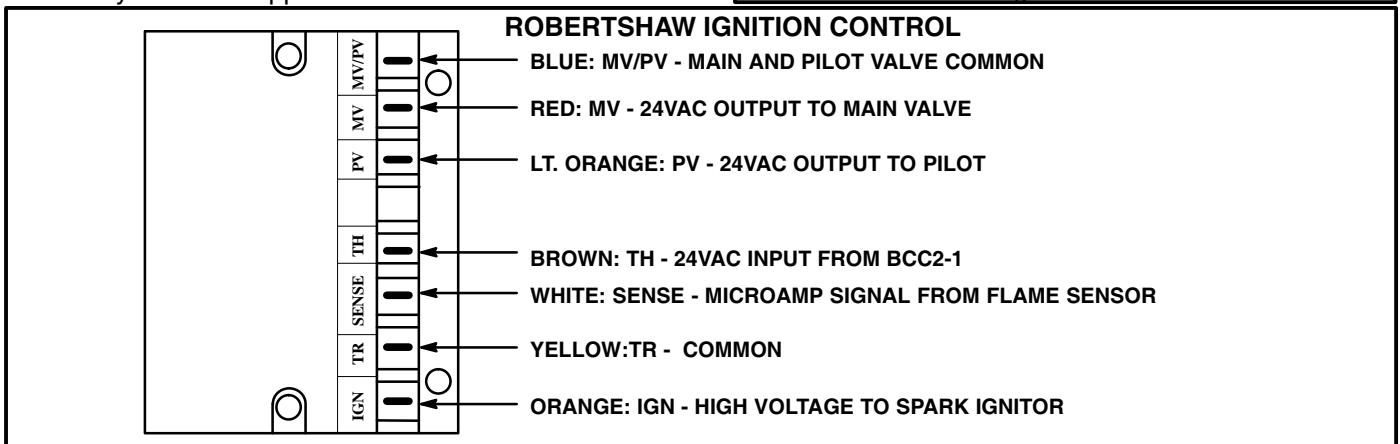 ROBERTSHAW IGNITION CONTROL
MV/PV
BLUE: MV/PV - MAIN AND PILOT VALVE COMMON
MV
RED: MV - 24VAC OUTPUT TO MAIN VALVE
PV
LT. ORANGE: PV - 24VAC OUTPUT TO PILOT
TH
BROWN: TH - 24VAC INPUT FROM BCC2-1
SENSE
WHITE: SENSE - MICROAMP SIGNAL FROM FLAME SENSOR
TR
YELLOW:TR - COMMON
IGN
ORANGE: IGN - HIGH VOLTAGE TO SPARK IGNITOR